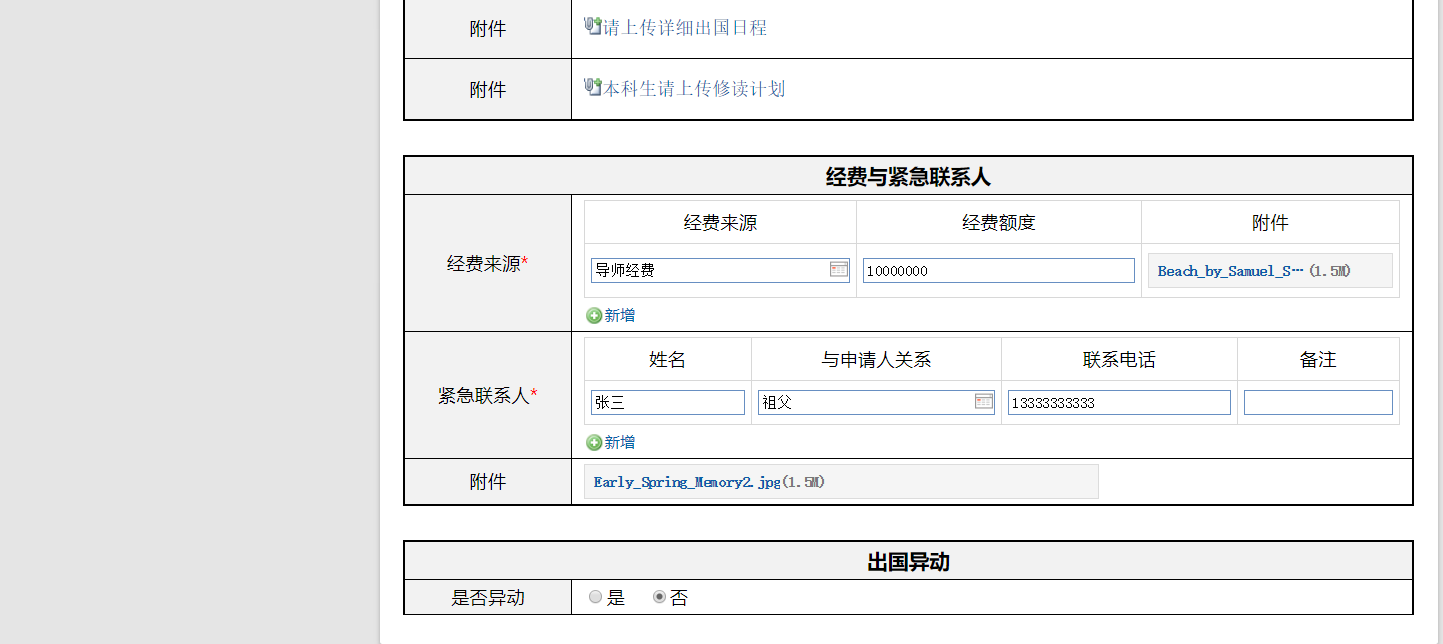 附件
请上传详细出国日程
附件
本科生请上传修读计划
经费与紧急联系人
经费来源*
经费来源 经费额度 附件
导师经费 10000000 Beach_by_Samuel_S… (1.5M)
新增
紧急联系人*
姓名 与申请人关系 联系电话 备注
张三 祖父 13333333333
新增
附件
Early_Spring_Memory2.jpg(1.5M)
出国异动
是否异动 是 否